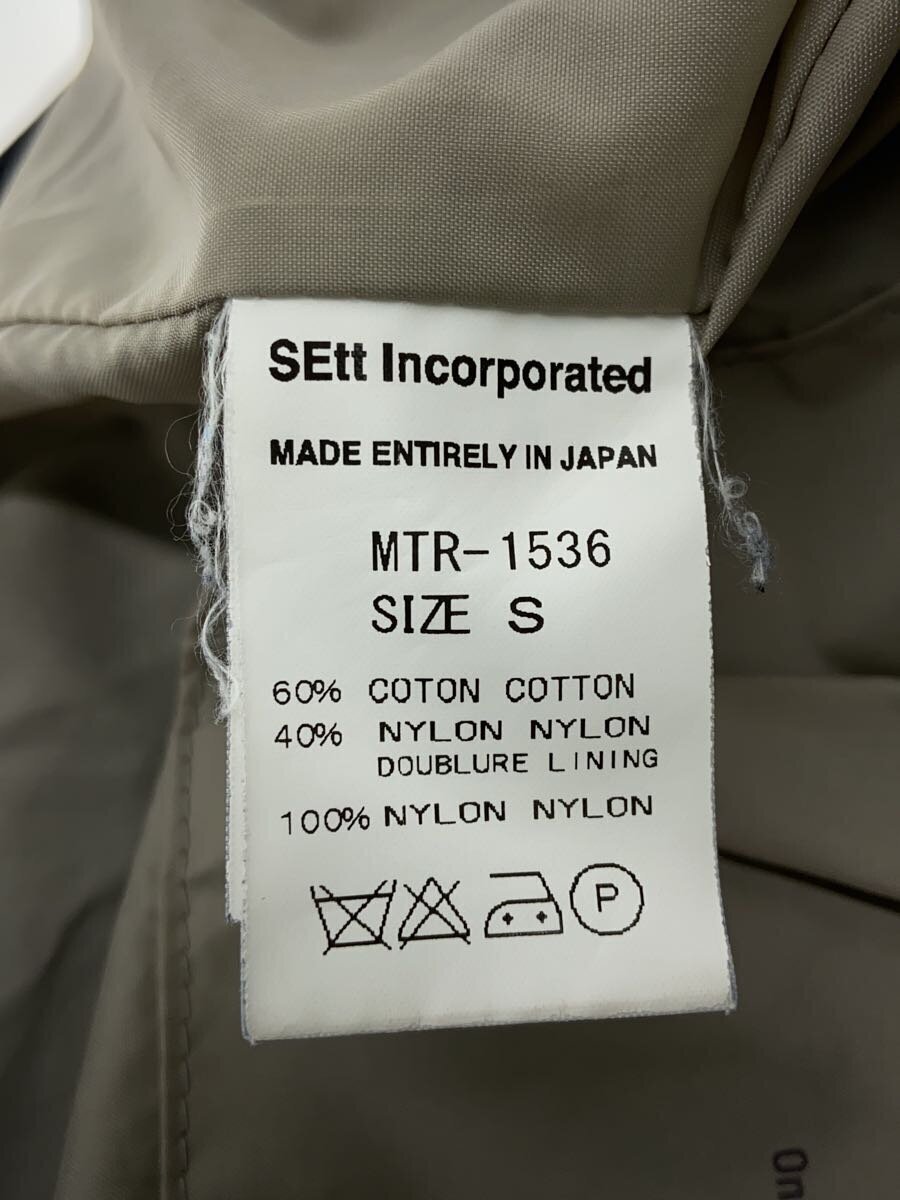 SEtt Incorporated
MADE ENTIRELY IN JAPAN
MTR-1536
SIZE S
60% COTON COTTON
40% NYLON NYLON
DOUBLURE LINING
100% NYLON NYLON
P
On